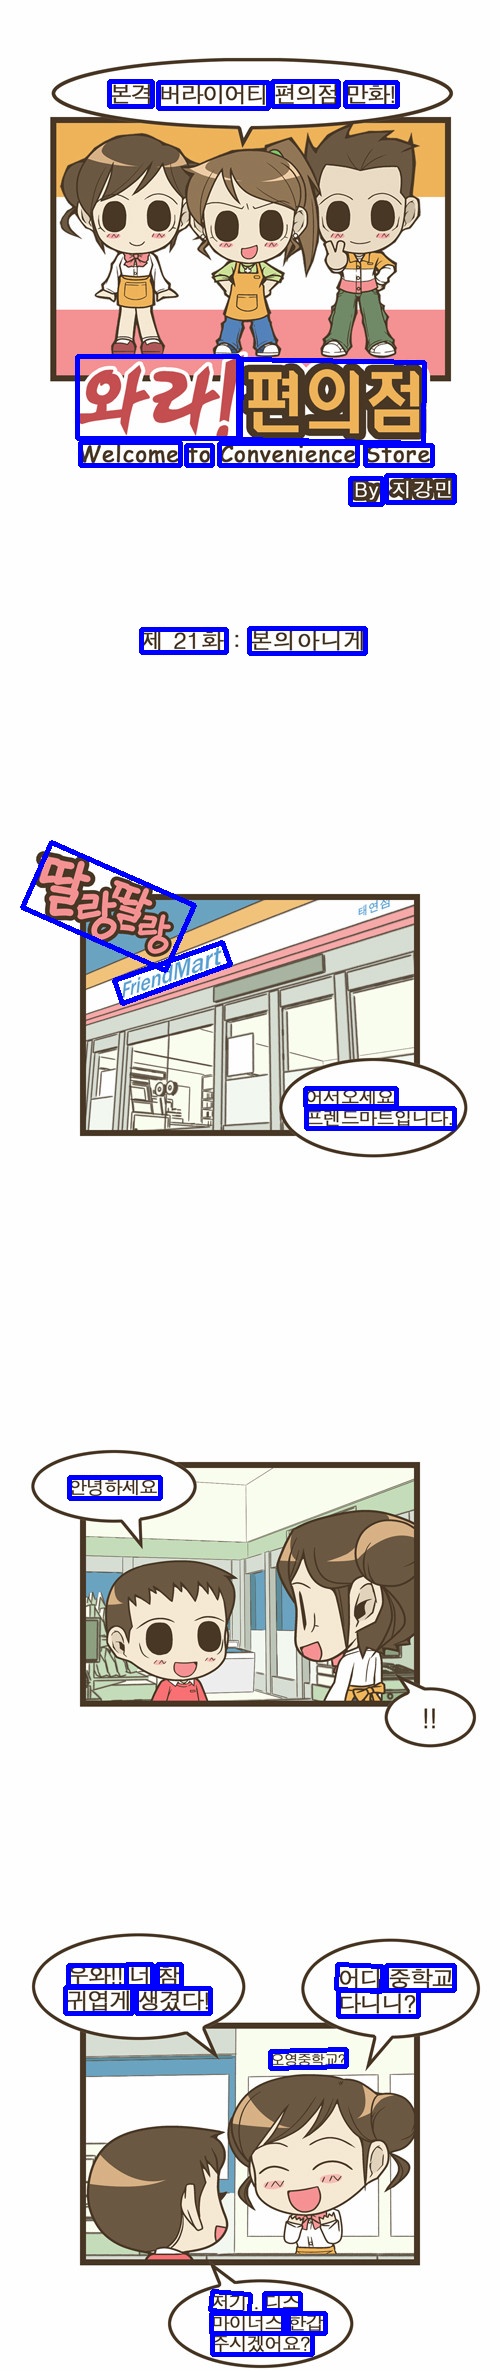 본격 버라이어티 편의점 만화!
와라! 편의점
Welcome to Convenience Store
By 지강민
제 21화 : 본의아니게
딸랑딸랑
태연점
FriendMart
어서오세요
프렌드마트입니다.
안녕하세요
!!
우와!! 너 참
귀엽게 생겼다!
어디 중학교
다니니?
오영중학교?
저기.. 디스
마이너스 한갑
주시겠어요?